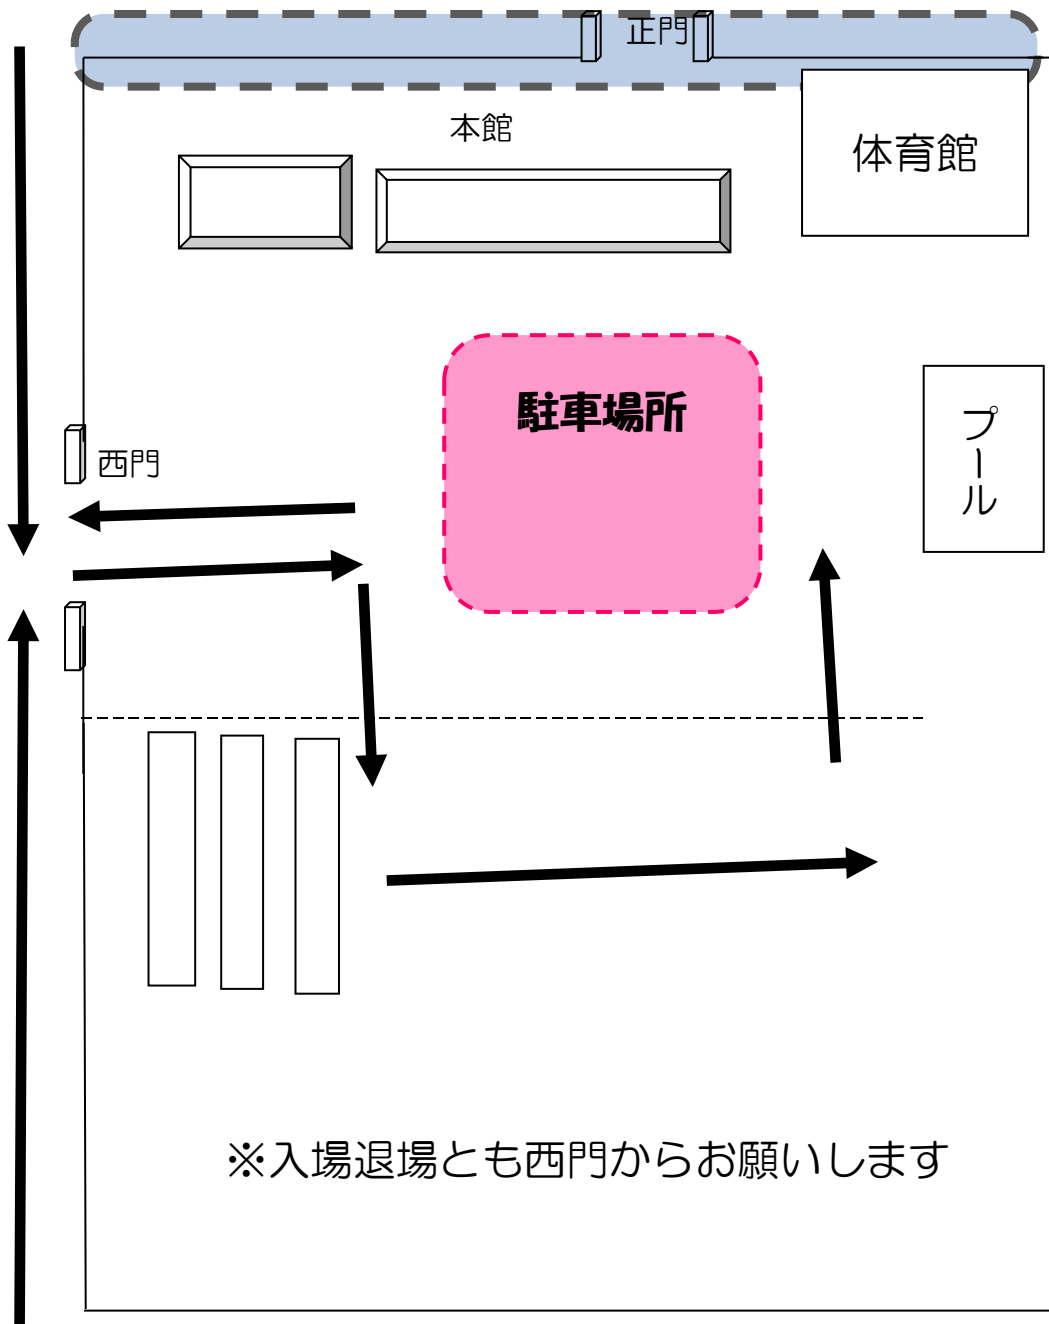 正門
本館
体育館
駐車場所
プール
西門
※入場退場とも西門からお願いします